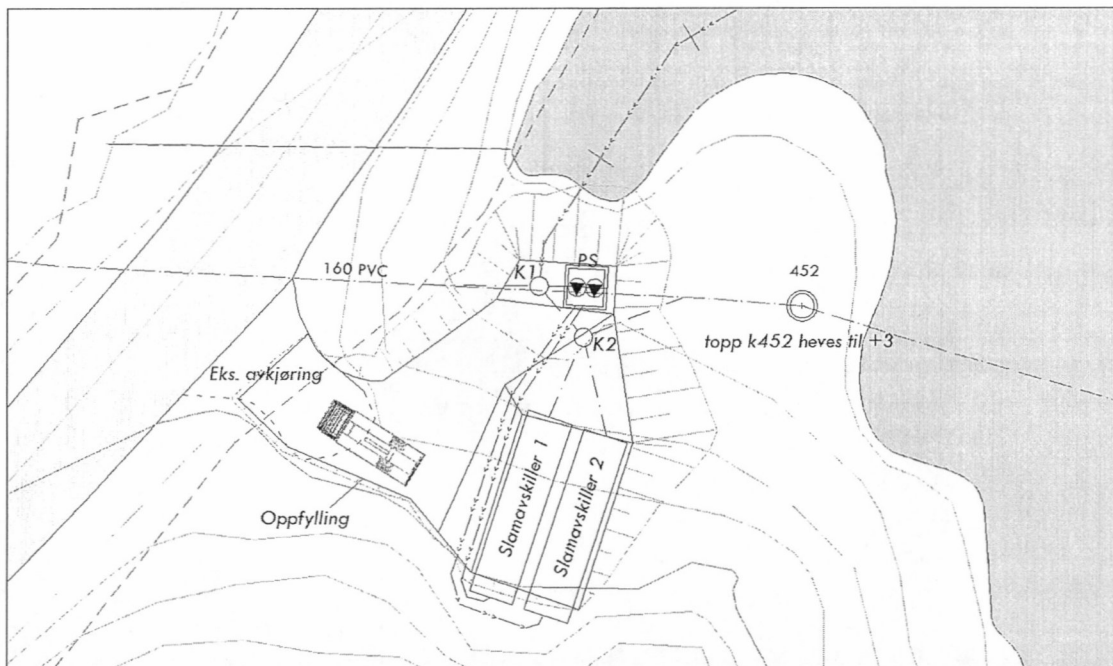 PS
160 PVC
K1
452
K2
topp k452 heves til +3
Eks. avkjøring
Slamavskiller 1
Slamavskiller 2
Oppfylling